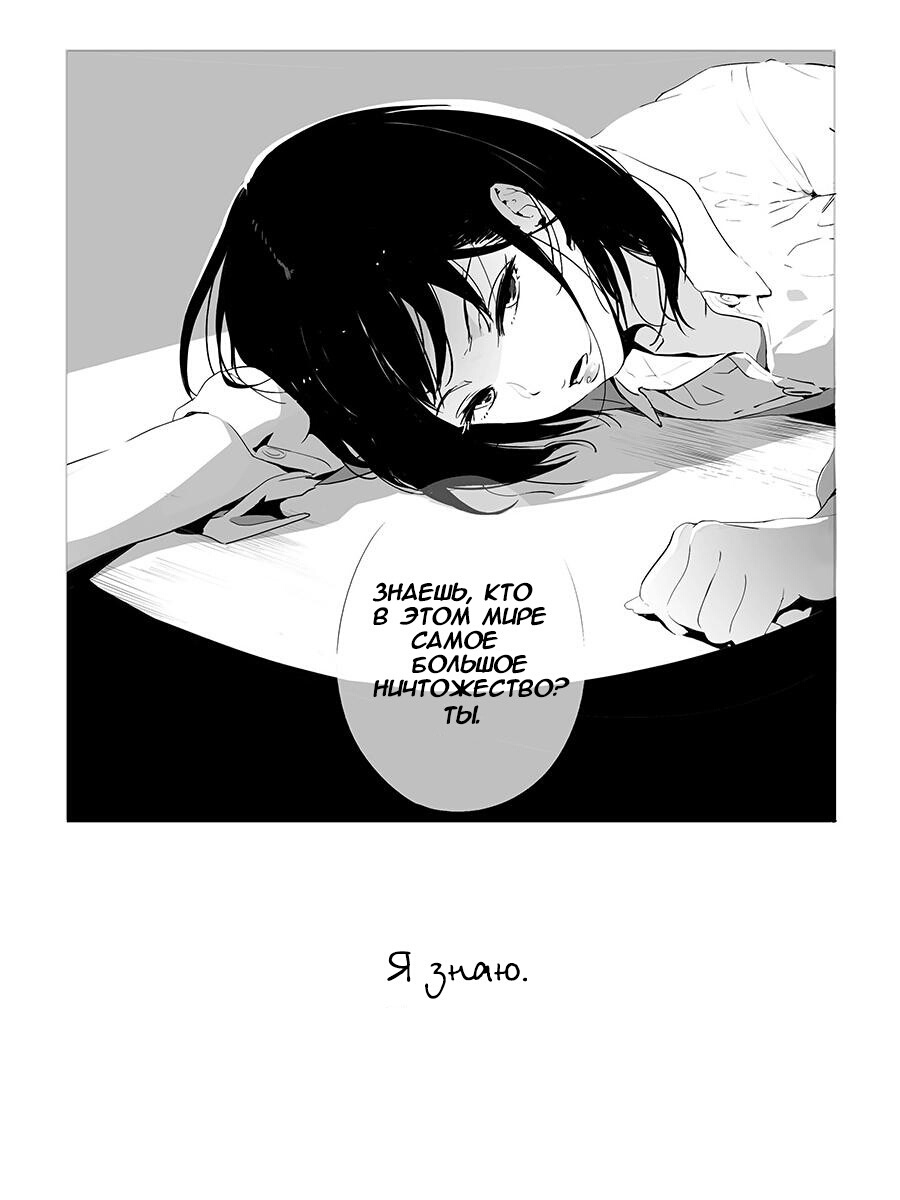 ЗНАЕШЬ, КТО
В ЭТОМ МИРЕ
САМОЕ
БОЛЬШОЕ
НИЧТОЖЕСТВО?
ТЫ.
Я знаю.